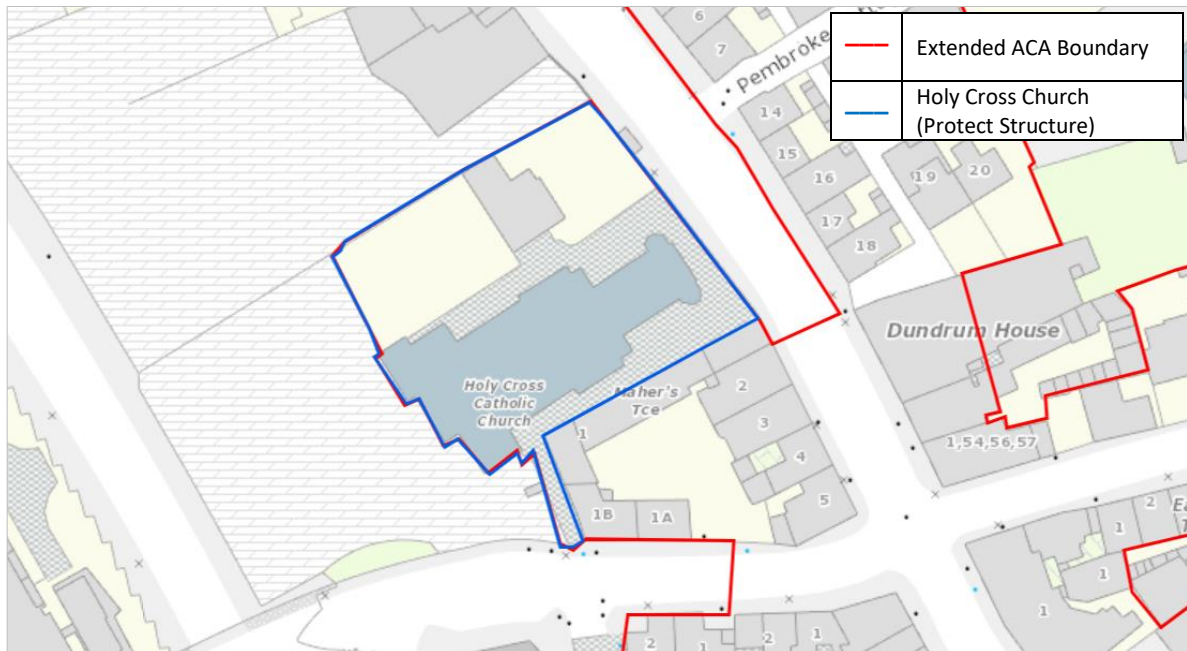 Extended ACA Boundary
Holy Cross Church
(Protect Structure)
6
7
Pembroke
14
15
16
17
18
19
20
Dundrum House
Holy Cross
Catholic
Church
Maher's
Tce
1
2
3
4
5
1B
1A
1,54,56,57
1
2
1
1
1
2
1
2
1